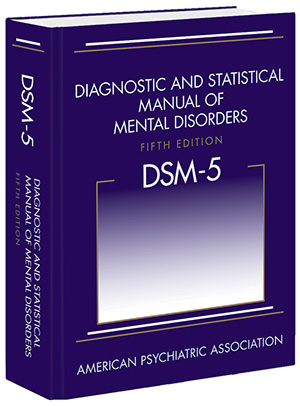 DIAGNOSTIC AND STATISTICAL
MANUAL OF
MENTAL DISORDERS
FIFTH EDITION
DSM-5
AMERICAN PSYCHIATRIC ASSOCIATION
DSM-5
DIAGNOSTIC AND STATISTICAL
MANUAL OF MENTAL DISORDERS
FIFTH EDITION